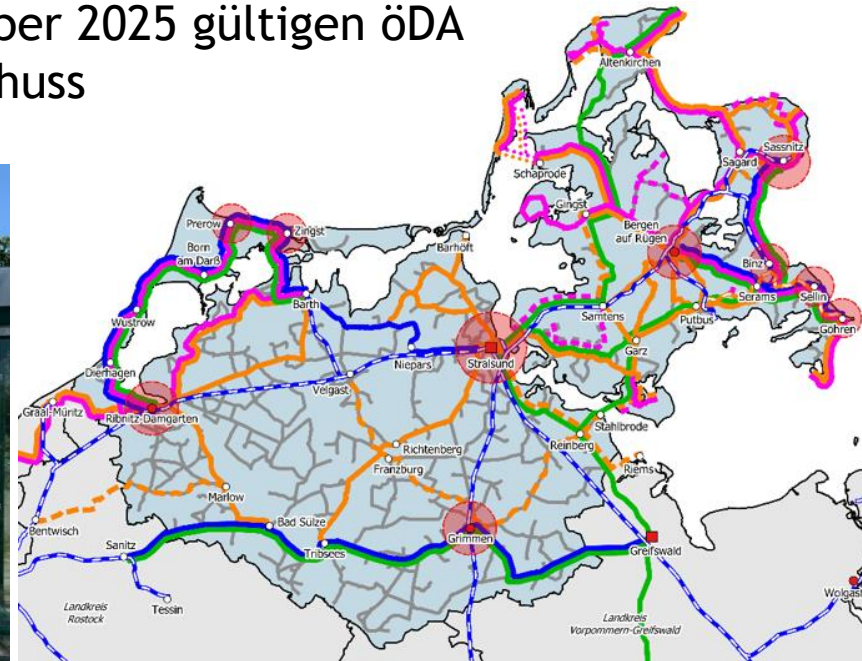 ber 2025 gültigen öDA
huss
Altenkirchen
Sagard
Sassnitz
Schaprode
Gingst
Bergen
auf Rügen
Prerow
Zingst
Born
am Darß
Barhöft
Binz
Serams
Sellin
Göhren
Wustrow
Barth
Samtens
Putbus
Garz
Dierhagen
Niepars
Stralsund
Velgast
Graal-Müritz
Ribnitz-Damgarten
Stahlbrode
Reinberg
Riems
Richtenberg
Franzburg
Marlow
Bentwisch
Bad Sülze
Grimmen
Sanitz
Tribsees
Greifswald
Wolgast
Tessin
Landkreis
Rostock
Landkreis
Vorpommern-Greifswald